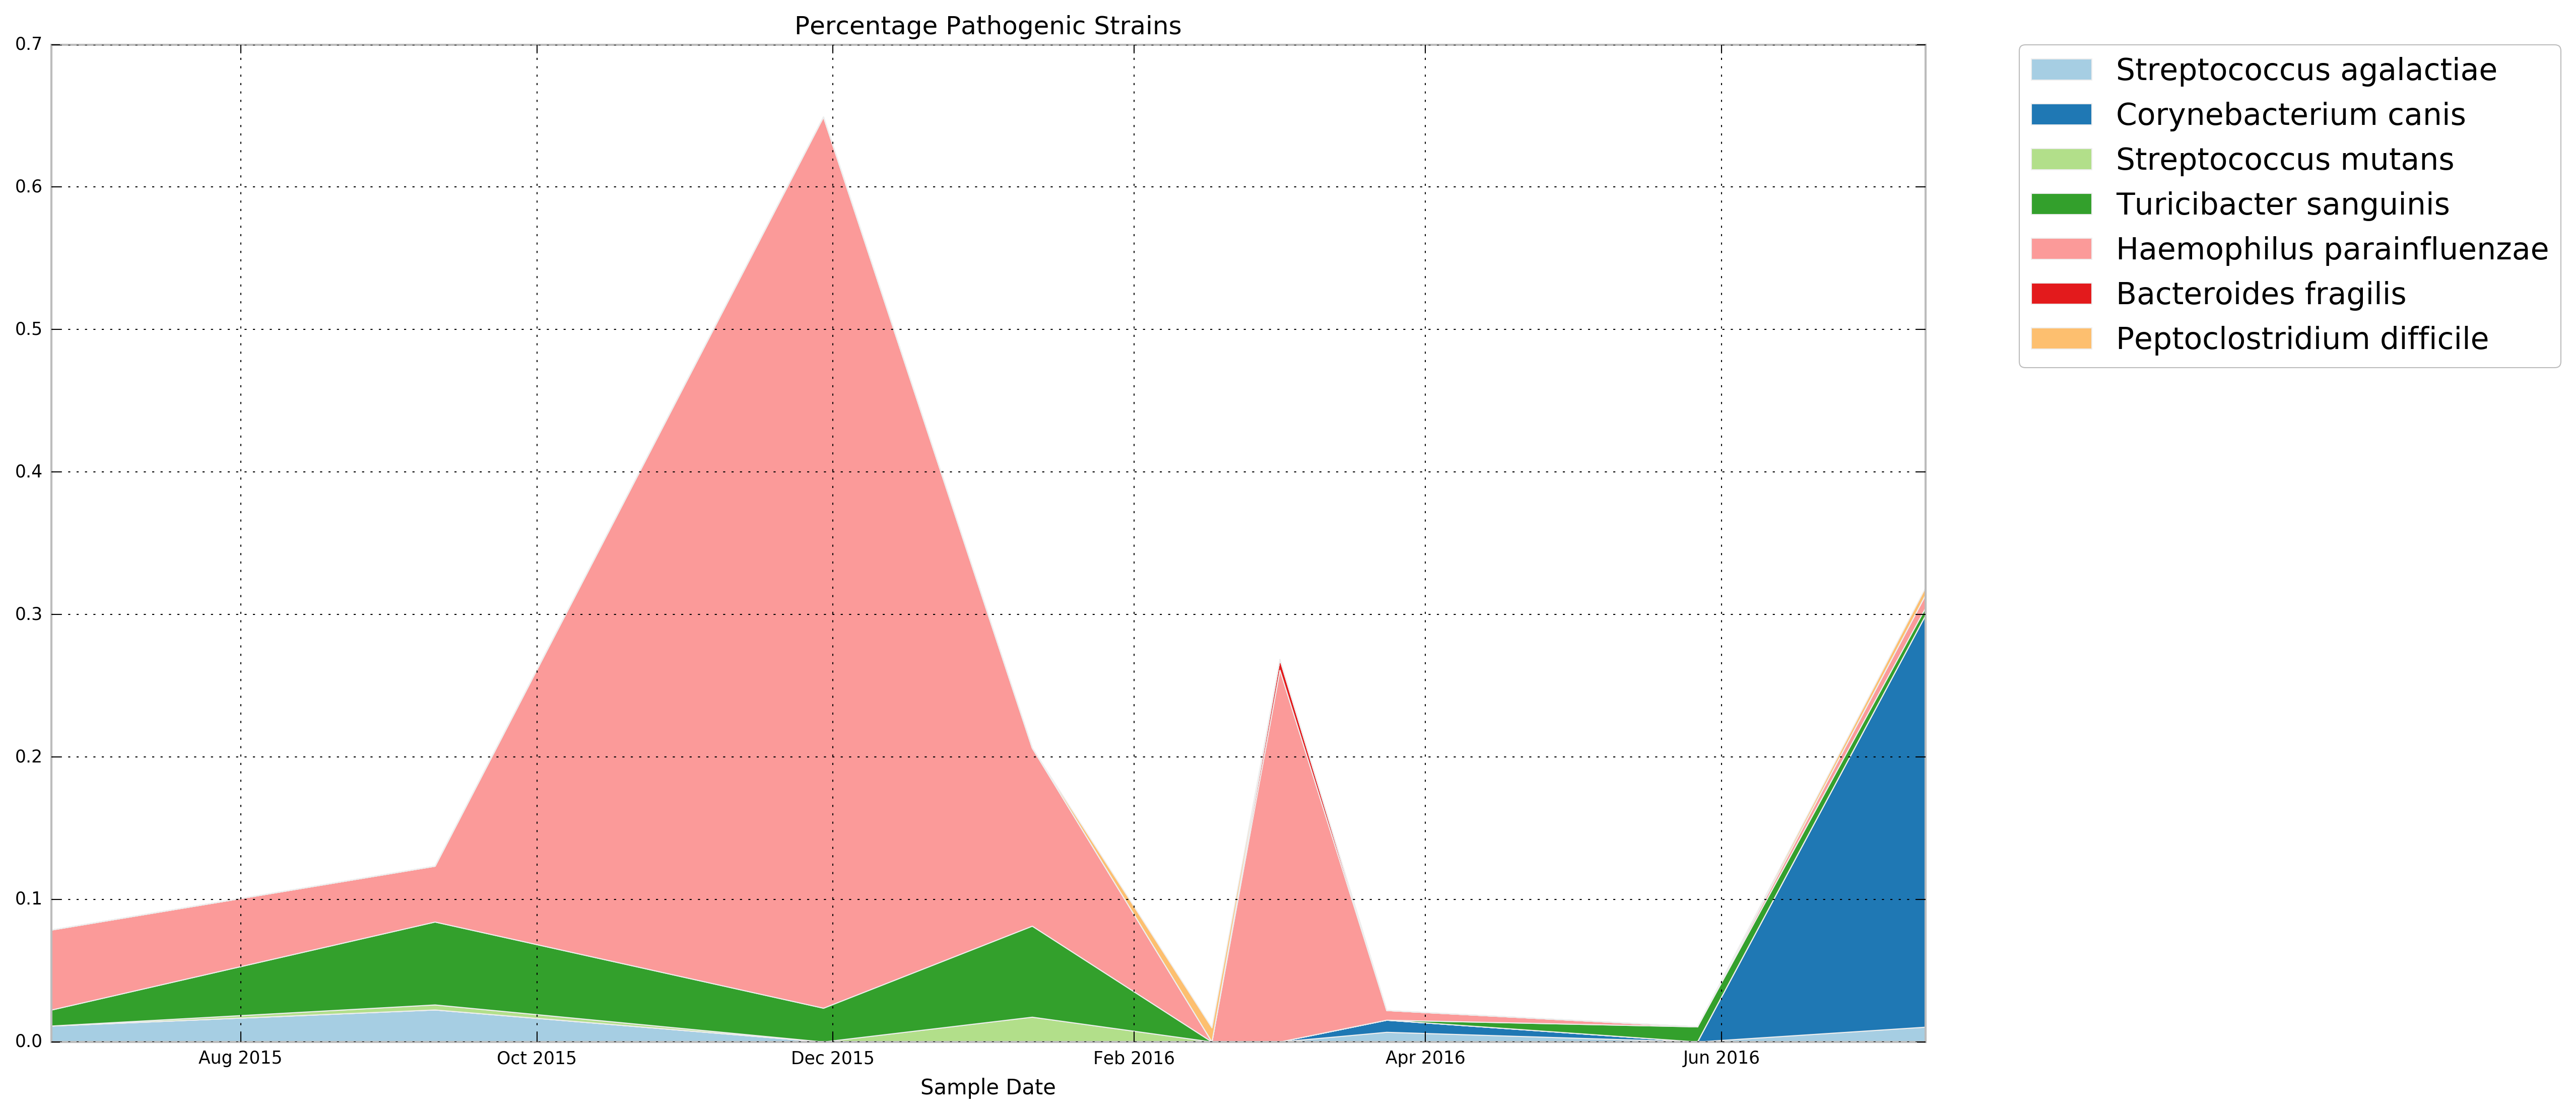 Percentage Pathogenic Strains
0.7
0.6
0.5
0.4
0.3
0.2
0.1
0.0
Aug 2015
Oct 2015
Dec 2015
Feb 2016
Apr 2016
Jun 2016
Sample Date
Streptococcus agalactiae
Corynebacterium canis
Streptococcus mutans
Turicibacter sanguinis
Haemophilus parainfluenzae
Bacteroides fragilis
Peptoclostridium difficile